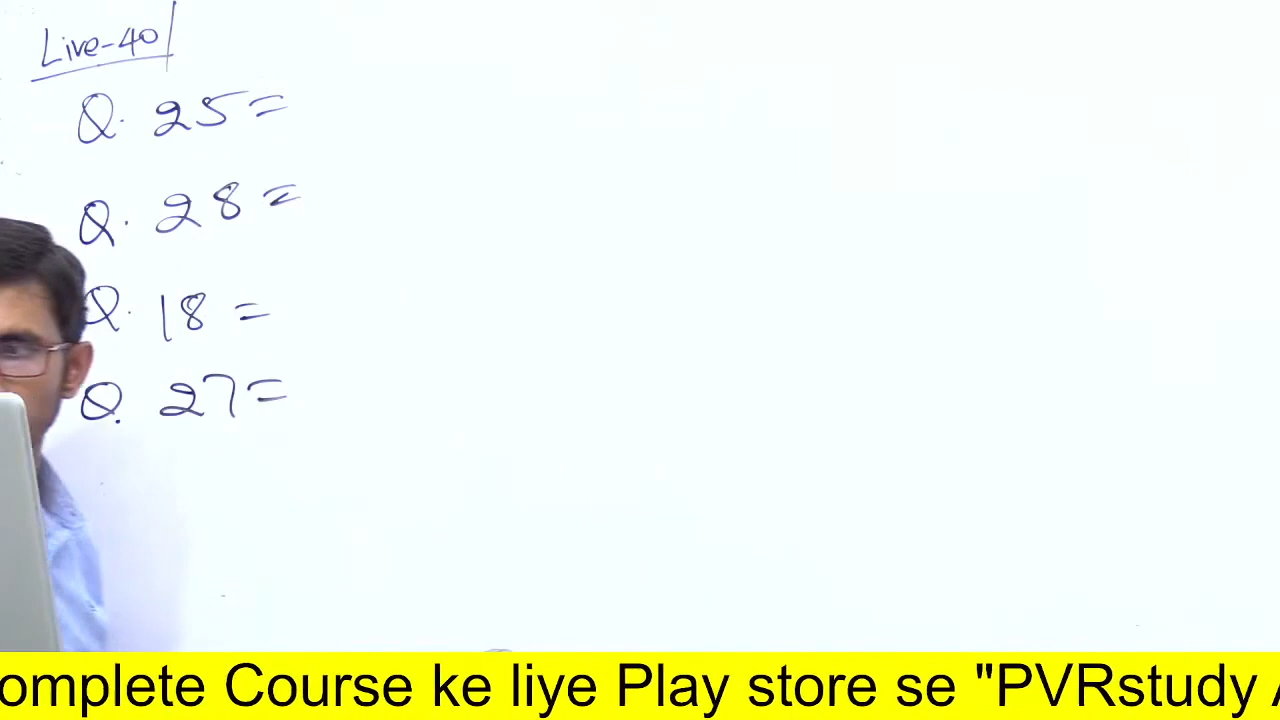 Live-40
Q. 25=
Q. 28=
Q. 18=
Q. 27=
omplete Course ke liye Play store se "PVRstudy A